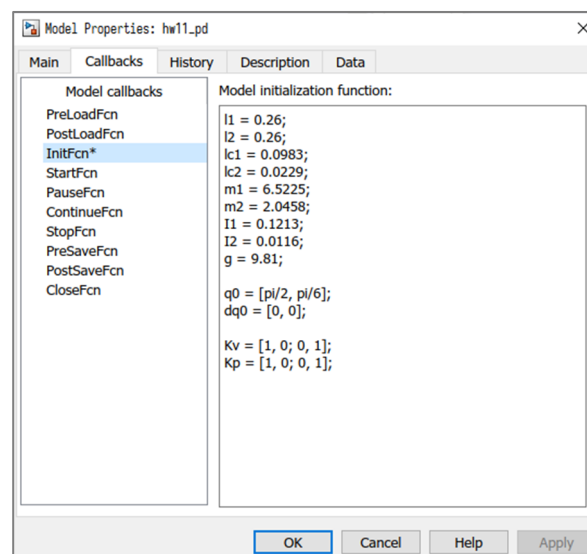 Model Properties: hw11_pd
Main Callbacks History Description Data
Model callbacks
PreLoadFcn
PostLoadFcn
InitFcn*
StartFcn
PauseFcn
ContinueFcn
StopFcn
PreSaveFcn
PostSaveFcn
CloseFcn
Model initialization function:
l1 = 0.26;
l2 = 0.26;
lc1 = 0.0983;
lc2 = 0.0229;
m1 = 6.5225;
m2 = 2.0458;
I1 = 0.1213;
I2 = 0.0116;
g = 9.81;
q0 = [pi/2, pi/6];
dq0 = [0, 0];
Kv = [1, 0; 0, 1];
Kp = [1, 0; 0, 1];
OK Cancel Help Apply